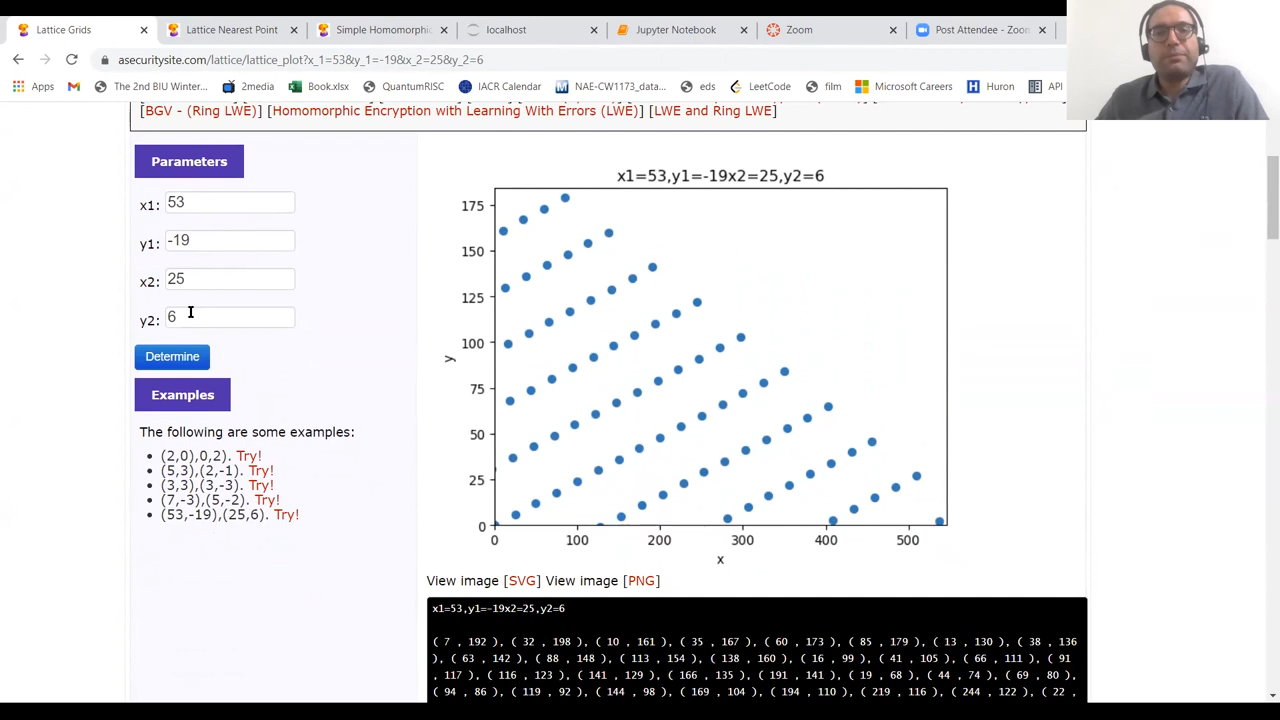 Lattice Grids
Lattice Nearest Point
Simple Homomorphic
localhost
Jupyter Notebook
Zoom
Post Attendee - Zoom
asecuritysite.com/lattice/lattice_plot?x_1=53&y_1=-19&x_2=25&y_2=6
Apps
The 2nd BII Winter...
2media
Book.xlsx
QuantumRISC
IACR Calendar
NAE-CW1173_data...
eds
LeetCode
film
Microsoft Careers
Huron
API
[BGV - (Ring LWE)] [Homomorphic Encryption with Learning With Errors (LWE)] [LWE and Ring LWE]
Parameters
x1: 53
y1: -19
x2: 25
y2: 6
Determine
Examples
The following are some examples:
(2,0),0,2). Try!
(5,3),(2,-1). Try!
(3,3),(3,-3). Try!
(7,-3),(5,-2). Try!
(53,-19),(25,6). Try!
x1=53,y1=-19x2=25,y2=6
175
150
125
100
75
50
25
0
y
0 100 200 300 400 500
x
View image [SVG] View image [PNG]
x1=53,y1=-19x2=25,y2=6
( 7 , 192 ), ( 32 , 198 ), ( 10 , 161 ), ( 35 , 167 ), ( 60 , 173 ), ( 85 , 179 ), ( 13 , 130 ), ( 38 , 136
), ( 63 , 142 ), ( 88 , 148 ), ( 113 , 154 ), ( 138 , 160 ), ( 16 , 99 ), ( 41 , 105 ), ( 66 , 111 ), ( 91
, 117 ), ( 116 , 123 ), ( 141 , 129 ), ( 166 , 135 ), ( 191 , 141 ), ( 19 , 68 ), ( 44 , 74 ), ( 69 , 80 ),
( 94 , 86 ), ( 119 , 92 ), ( 144 , 98 ), ( 169 , 104 ), ( 194 , 110 ), ( 219 , 116 ), ( 244 , 122 ), ( 22 ,